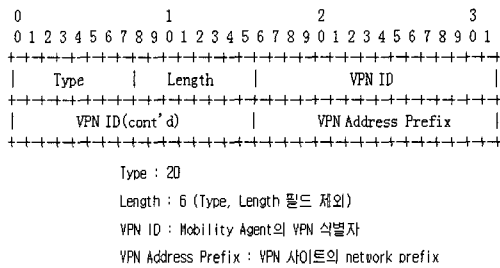 0 1 2 3
0 1 2 3 4 5 6 7 8 9 0 1 2 3 4 5 6 7 8 9 0 1 2 3 4 5 6 7 8 9 0 1
+-+-+-+-+-+-+-+-+-+-+-+-+-+-+-+-+-+-+-+-+-+-+-+-+-+-+-+-+-+-+-+-+
| Type | Length | VPN ID |
+-+-+-+-+-+-+-+-+-+-+-+-+-+-+-+-+-+-+-+-+-+-+-+-+-+-+-+-+-+-+-+-+
| VPN ID(cont'd) | VPN Address Prefix |
+-+-+-+-+-+-+-+-+-+-+-+-+-+-+-+-+-+-+-+-+-+-+-+-+-+-+-+-+-+-+-+-+
Type : 20
Length : 6 (Type, Length 필드 제외)
VPN ID : Mobility Agent의 VPN 식별자
VPN Address Prefix : VPN 사이트의 network prefix